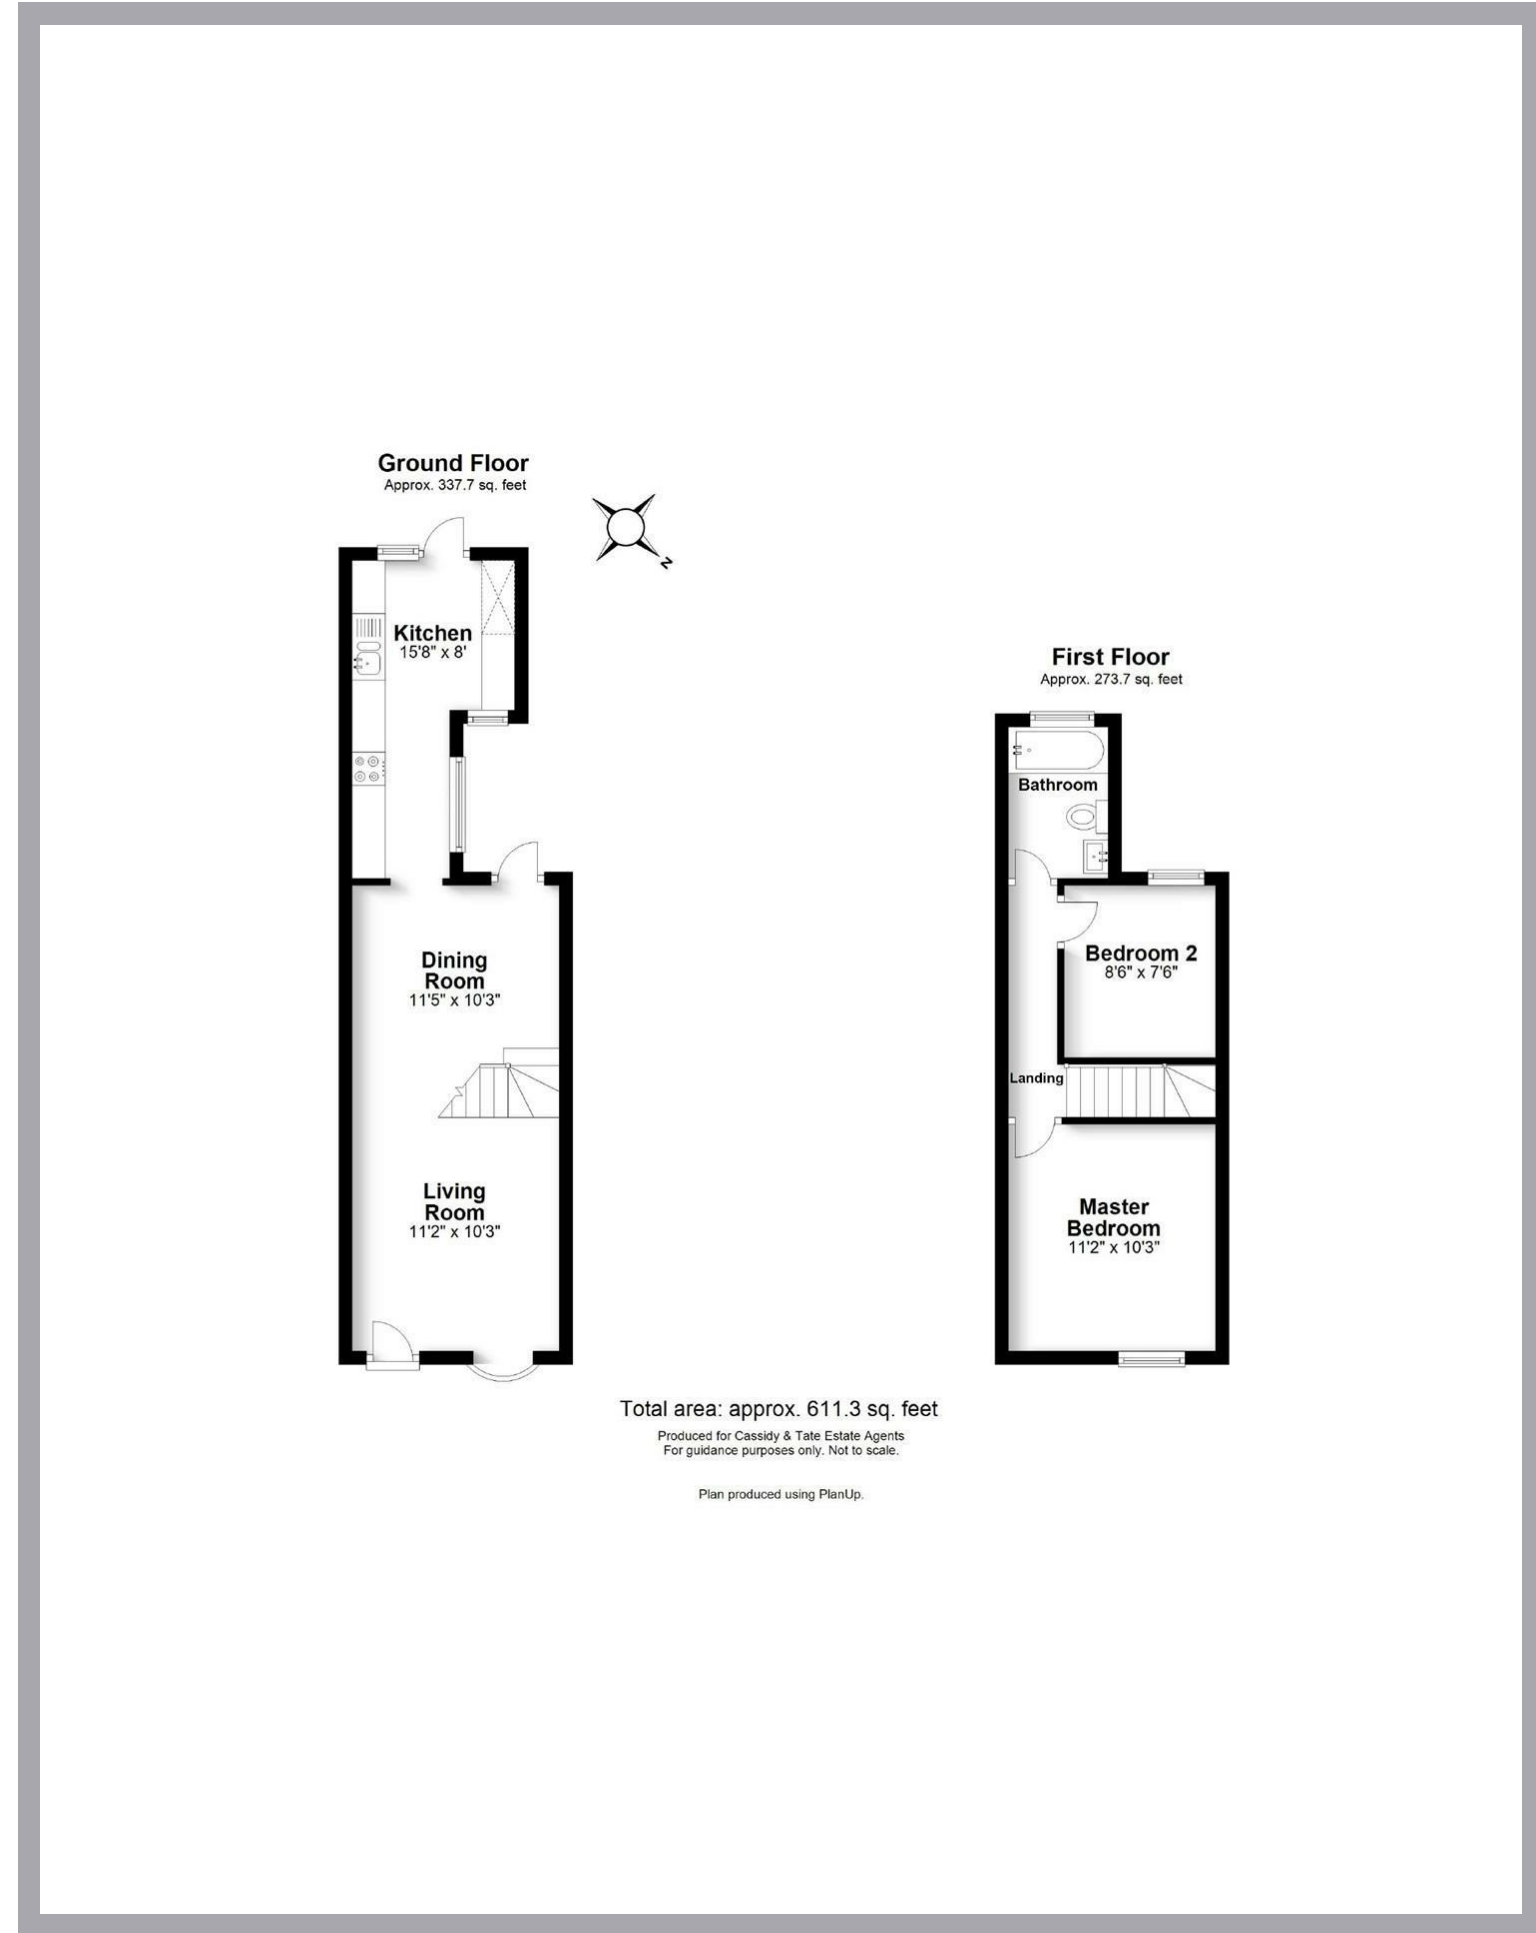 Ground Floor
Approx. 337.7 sq. feet
N
Kitchen
15'8" x 8'
Dining
Room
11'5" x 10'3"
Living
Room
11'2" x 10'3"
First Floor
Approx. 273.7 sq. feet
Bathroom
Bedroom 2
8'6" x 7'6"
Landing
Master
Bedroom
11'2" x 10'3"
Total area: approx. 611.3 sq. feet
Produced for Cassidy & Tate Estate Agents
For guidance purposes only. Not to scale.
Plan produced using PlanUp.